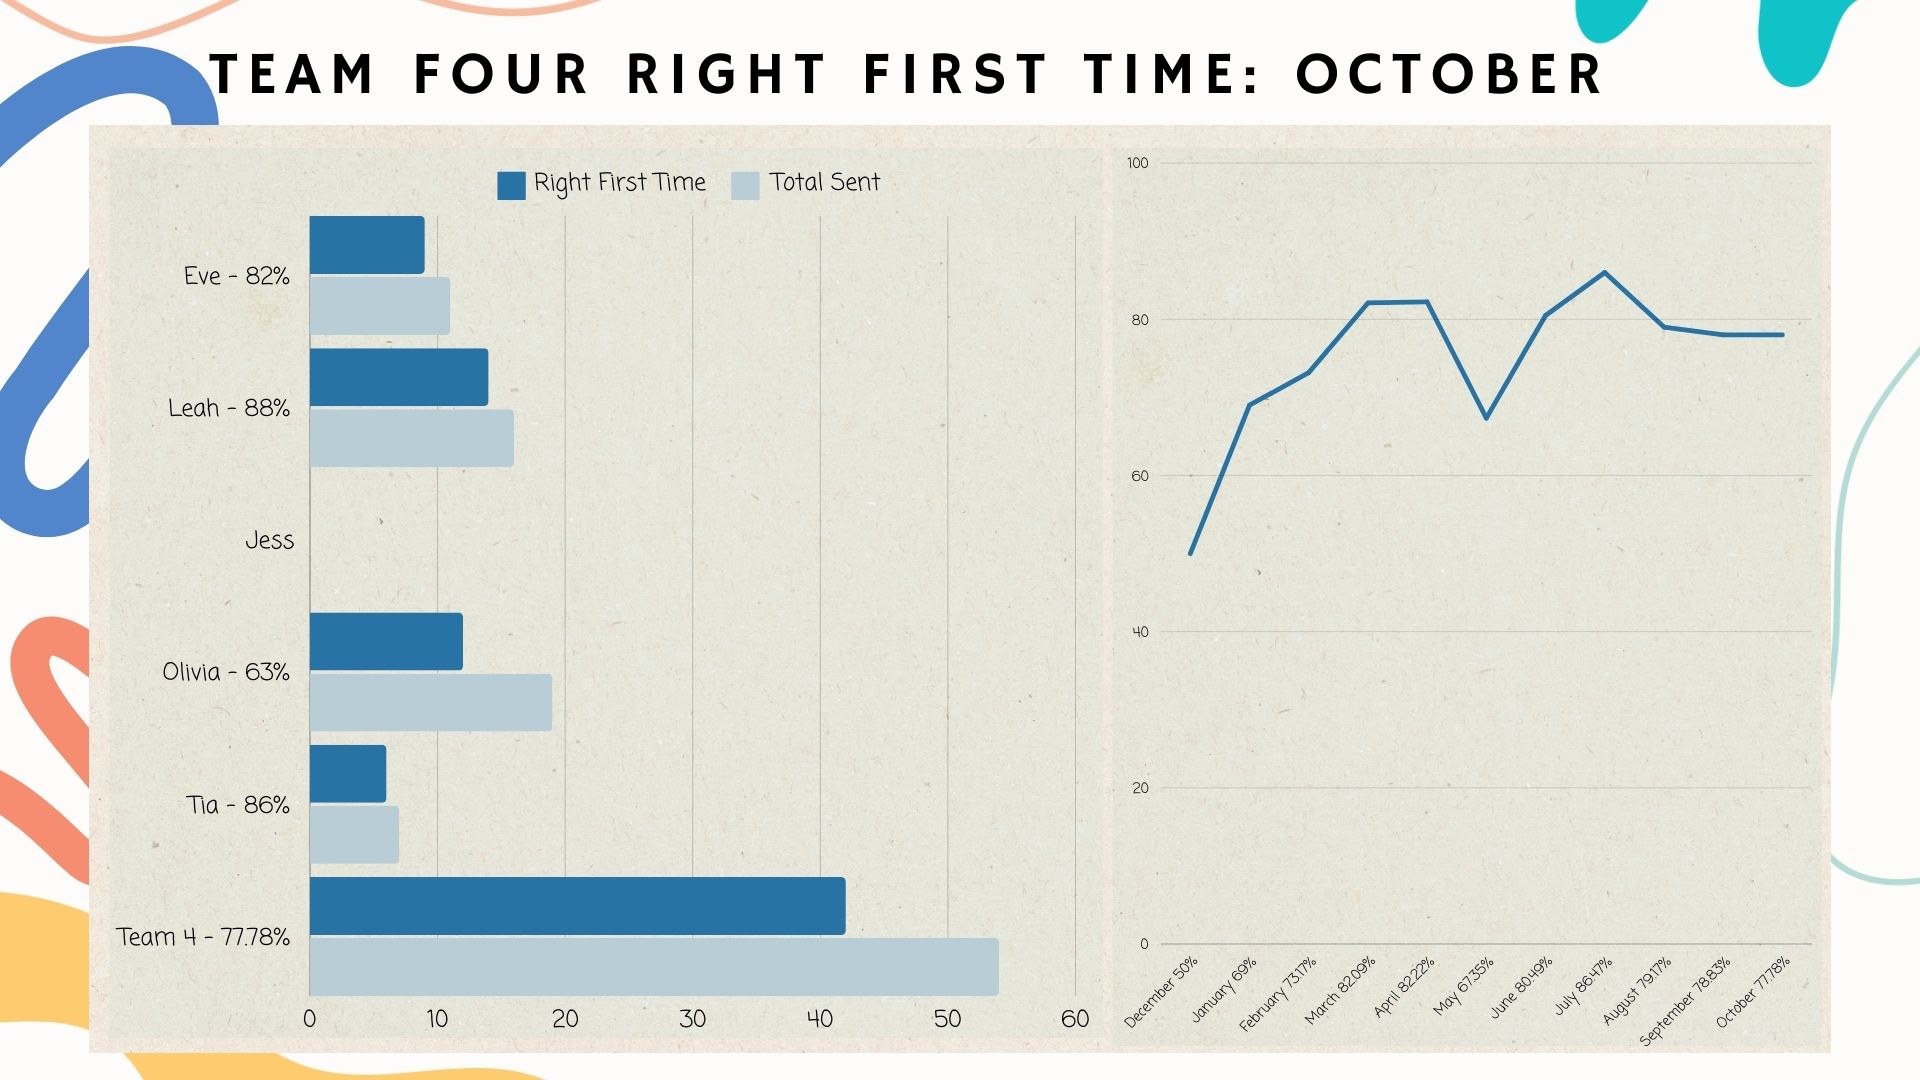 TEAM FOUR RIGHT FIRST TIME: OCTOBER
Right First Time
Total Sent
Eve - 82%
Leah - 88%
Jess
Olivia - 63%
Tia - 86%
Team 4 - 77.78%
0 10 20 30 40 50 60
100
80
60
40
20
0
December 50%
January 69%
February 73.17%
March 82.09%
April 82.22%
May 67.35%
June 80.49%
July 86.47%
August 79.17%
September 78.83%
October 77.78%